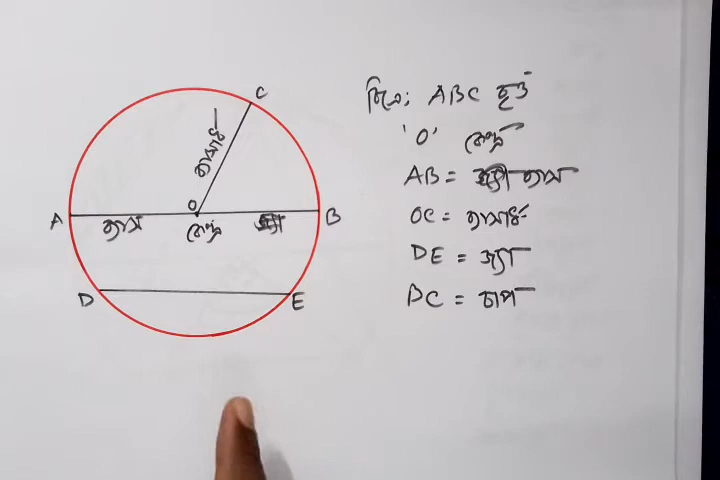 C
ব্যাসার্ধ
A
O
B
ব্যাস
কেন্দ্র
D
E
চিত্র: ABC বৃত্ত
'O' কেন্দ্র
AB = ব্যাস
OC = ব্যাসার্ধ
DE = জ্যা
BC = চাপ